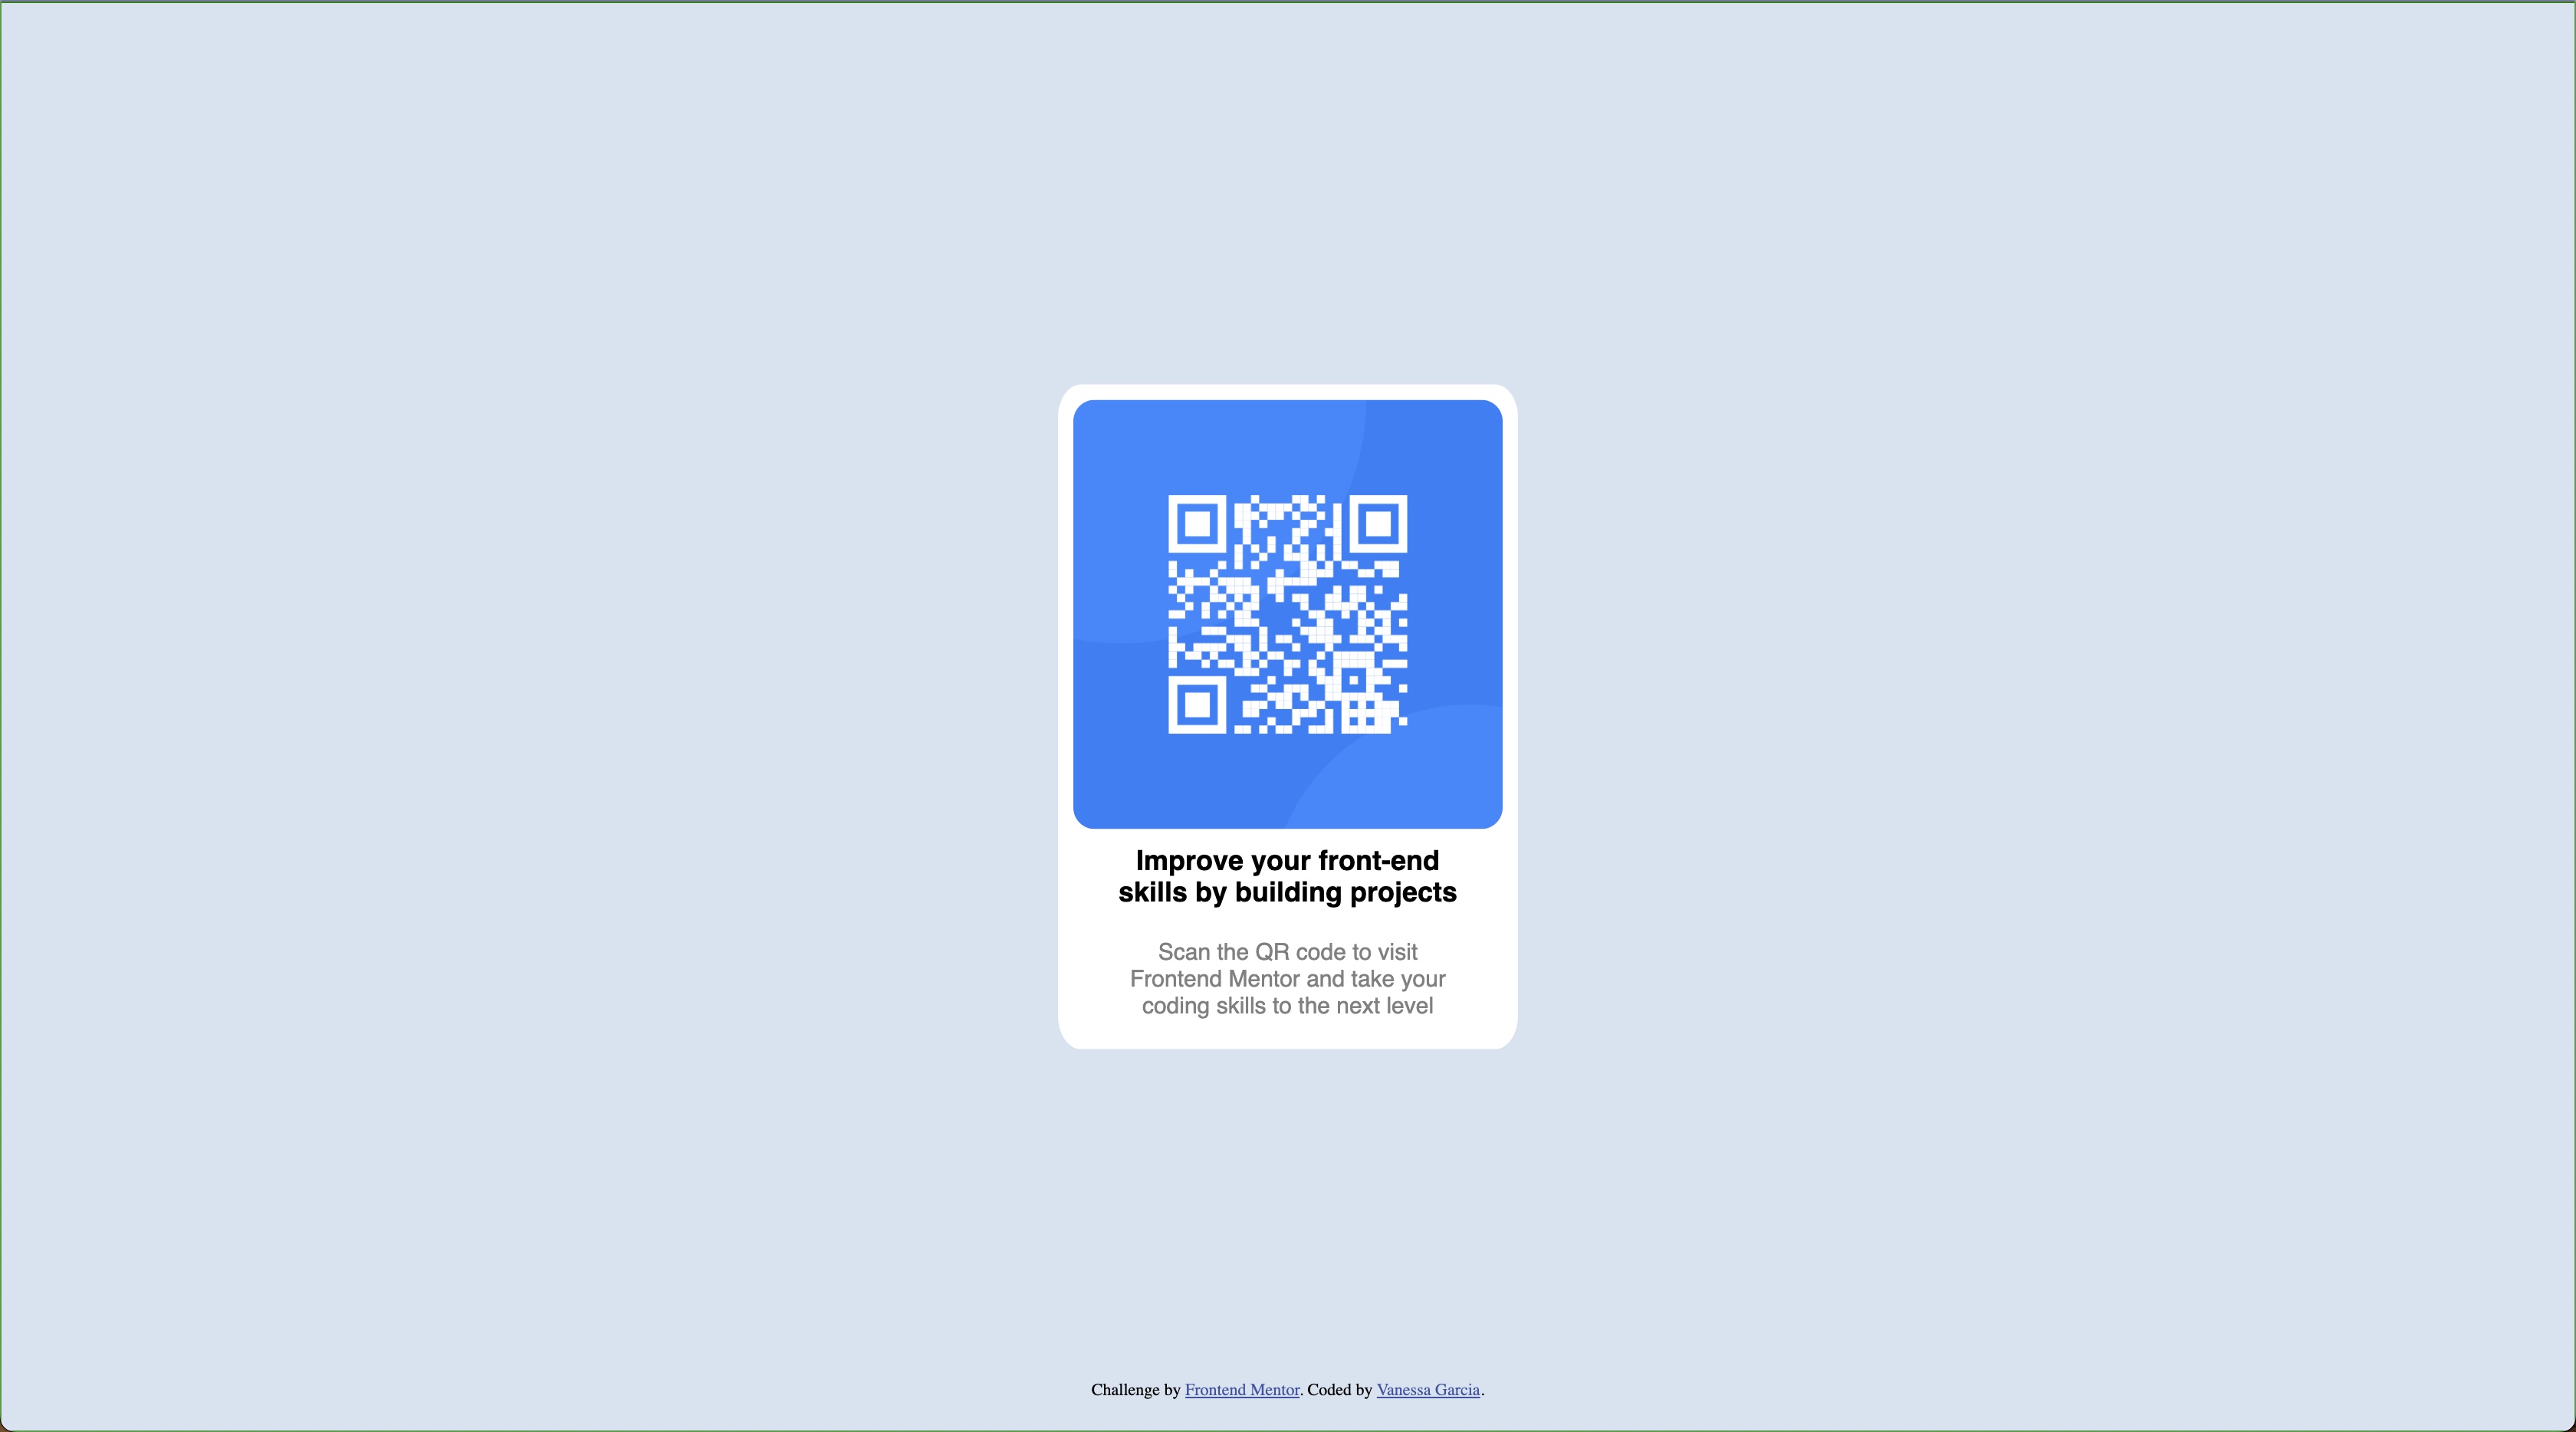 Improve your front-end
skills by building projects
Scan the QR code to visit
Frontend Mentor and take your
coding skills to the next level
Challenge by Frontend Mentor. Coded by Vanessa Garcia.